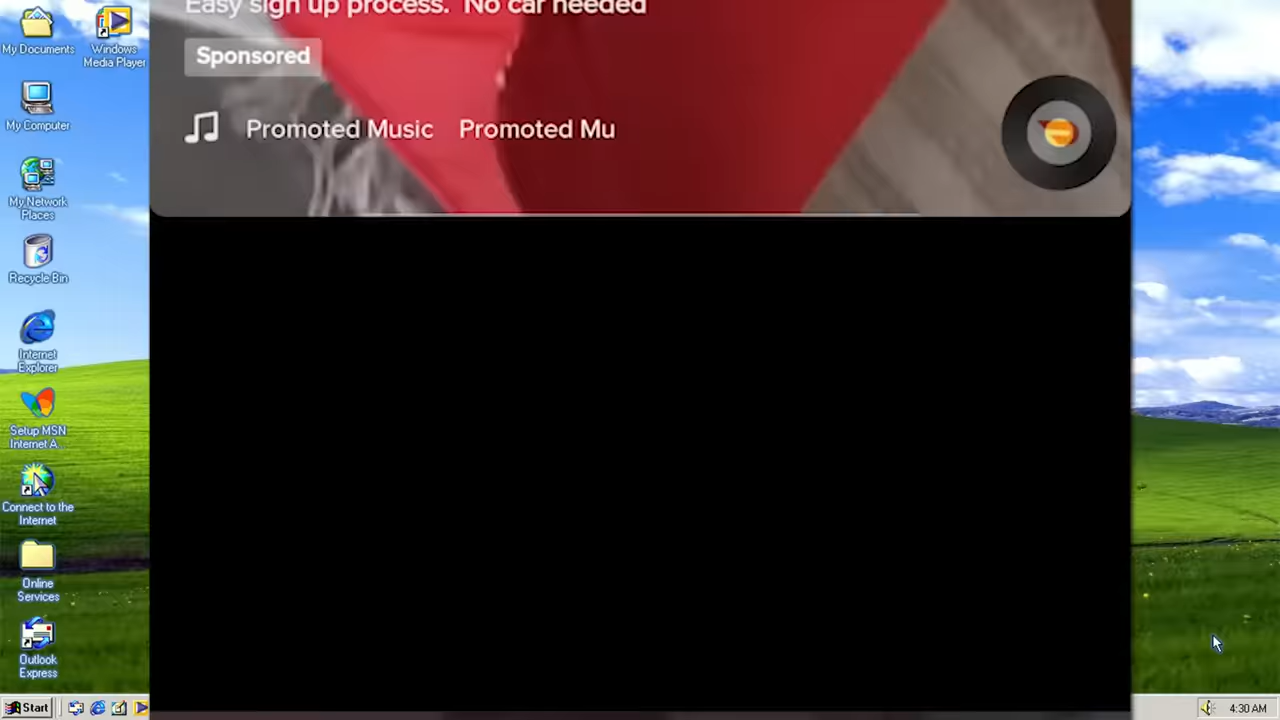 My Documents
Windows
Media Player
My Computer
My Network
Places
Recycle Bin
Internet
Explorer
Setup MSN
Internet A...
Connect to the
Internet
Online
Services
Outlook
Express
Easy sign up process. No car needed
Sponsored
Promoted Music Promoted Mu
Start
4:30 AM